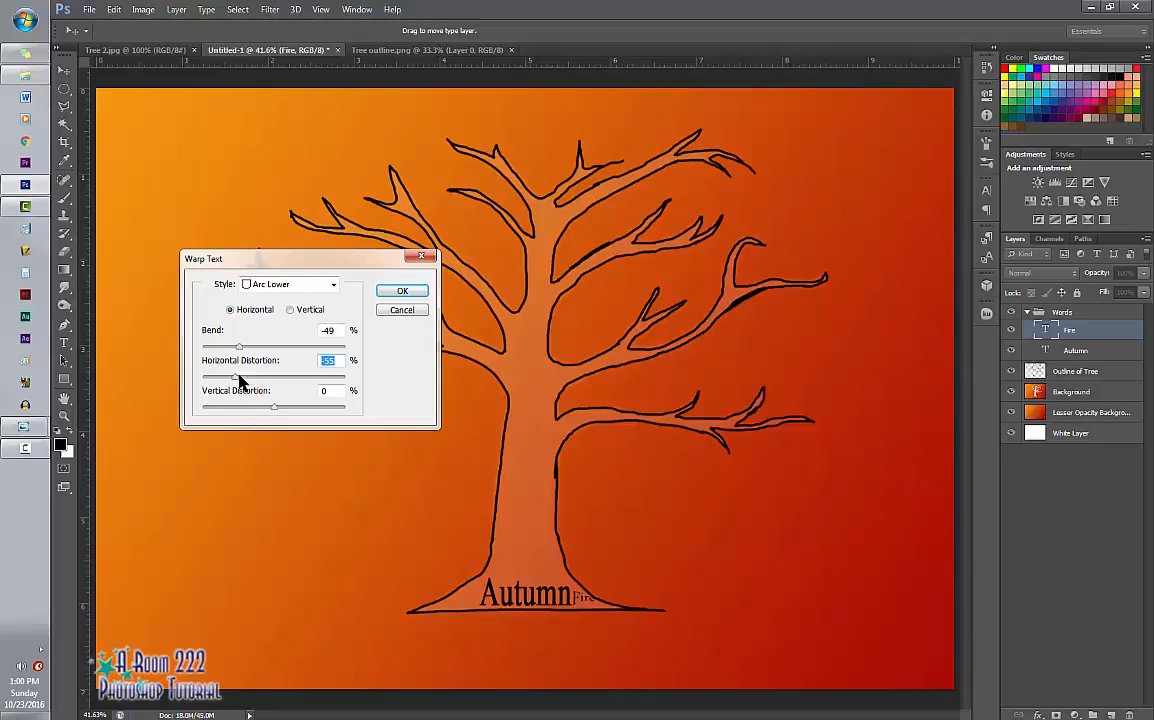 Ps File Edit Image Layer Type Select Filter 3D View Window Help
Drag to move type layer.
Essentials
Tree 2.jpg @ 100% (RGB/8#) × Untitled-1 @ 41.6% (Fire, RGB/8) * × Tree outline.png @ 33.3% (Layer 0, RGB/8) ×
Color Swatches
Warp Text
Style: Arc Lower
OK
Horizontal Vertical
Cancel
Bend: -49 %
Horizontal Distortion: -55 %
Vertical Distortion: 0 %
Adjustments Styles
Add an adjustment
Layers Channels Paths
Kind
Normal Opacity:
Lock: Fill:
Words
Fire
Autumn
Outline of Tree
Background
Lesser Opacity Backgro...
White Layer
Autumn Fire
A Room 222
Photoshop Tutorial
1:00 PM
Sunday
10/23/2016
41.63% Doc: 18.0M/45.0M